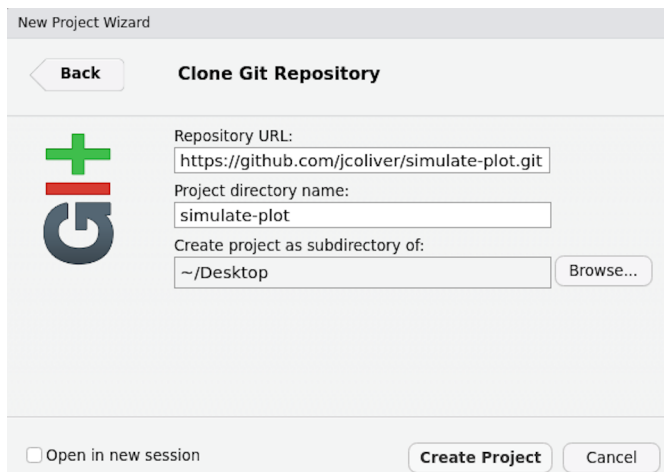 New Project Wizard
Back
Clone Git Repository
Repository URL:
https://github.com/jcoliver/simulate-plot.git
Project directory name:
simulate-plot
Create project as subdirectory of:
~/Desktop
Browse...
GIt
Open in new session
Create Project
Cancel